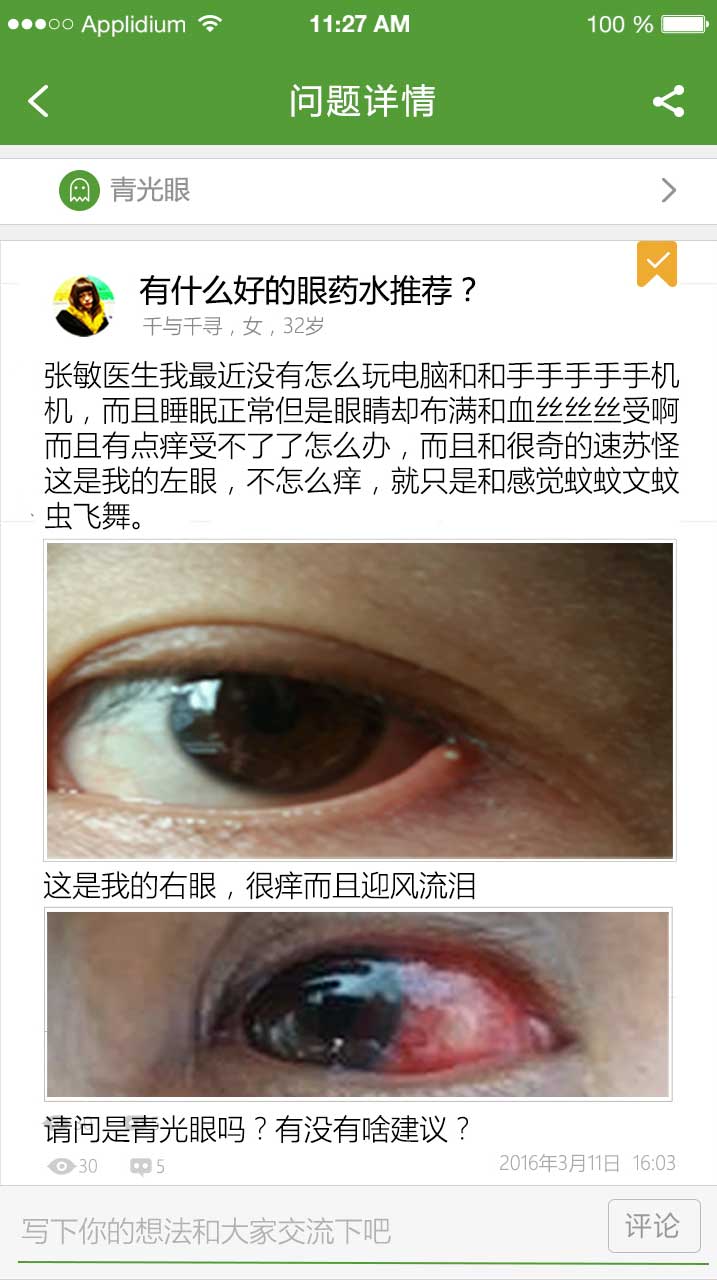 Applidium 11:27 AM 100 %
问题详情
青光眼
有什么好的眼药水推荐？
千与千寻，女，32岁
张敏医生我最近没有怎么玩电脑和和手手手手手机
机，而且睡眠正常但是眼睛却布满和血丝丝丝受啊
而且有点痒受不了了怎么办，而且和很奇的速苏怪
这是我的左眼，不怎么痒，就只是和感觉蚊蚊文蚊
虫飞舞。
这是我的右眼，很痒而且迎风流泪
请问是青光眼吗？有没有啥建议？
30 5 2016年3月11日 16:03
写下你的想法和大家交流下吧 评论